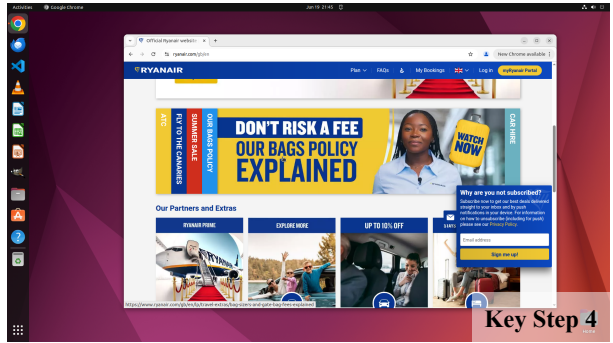 Activities
Google Chrome
Jun 19 21:45
Official Ryanair website
ryanair.com/gb/en
New Chrome available
RYANAIR
Plan
FAQs
My Bookings
Log in
myRyanair Portal
ATC
FLY TO THE CANARIES
SUMMER SALE
OUR BAGS POLICY
DON'T RISK A FEE
OUR BAGS POLICY
EXPLAINED
WATCH
NOW
CAR HIRE
Why are you not subscribed?
Subscribe now to get our best deals delivered
straight to your inbox and by push
notifications in your device. For information
on how to unsubscribe (including for push)
please see our Privacy Policy.
Email address
Sign me up!
Our Partners and Extras
RYANAIR PRIME
EXPLORE MORE
UP TO 10% OFF
https://www.ryanair.com/gb/en/lp/travel-extras/bag-sizers-and-gate-bag-fees-explained
Key Step 4
Home